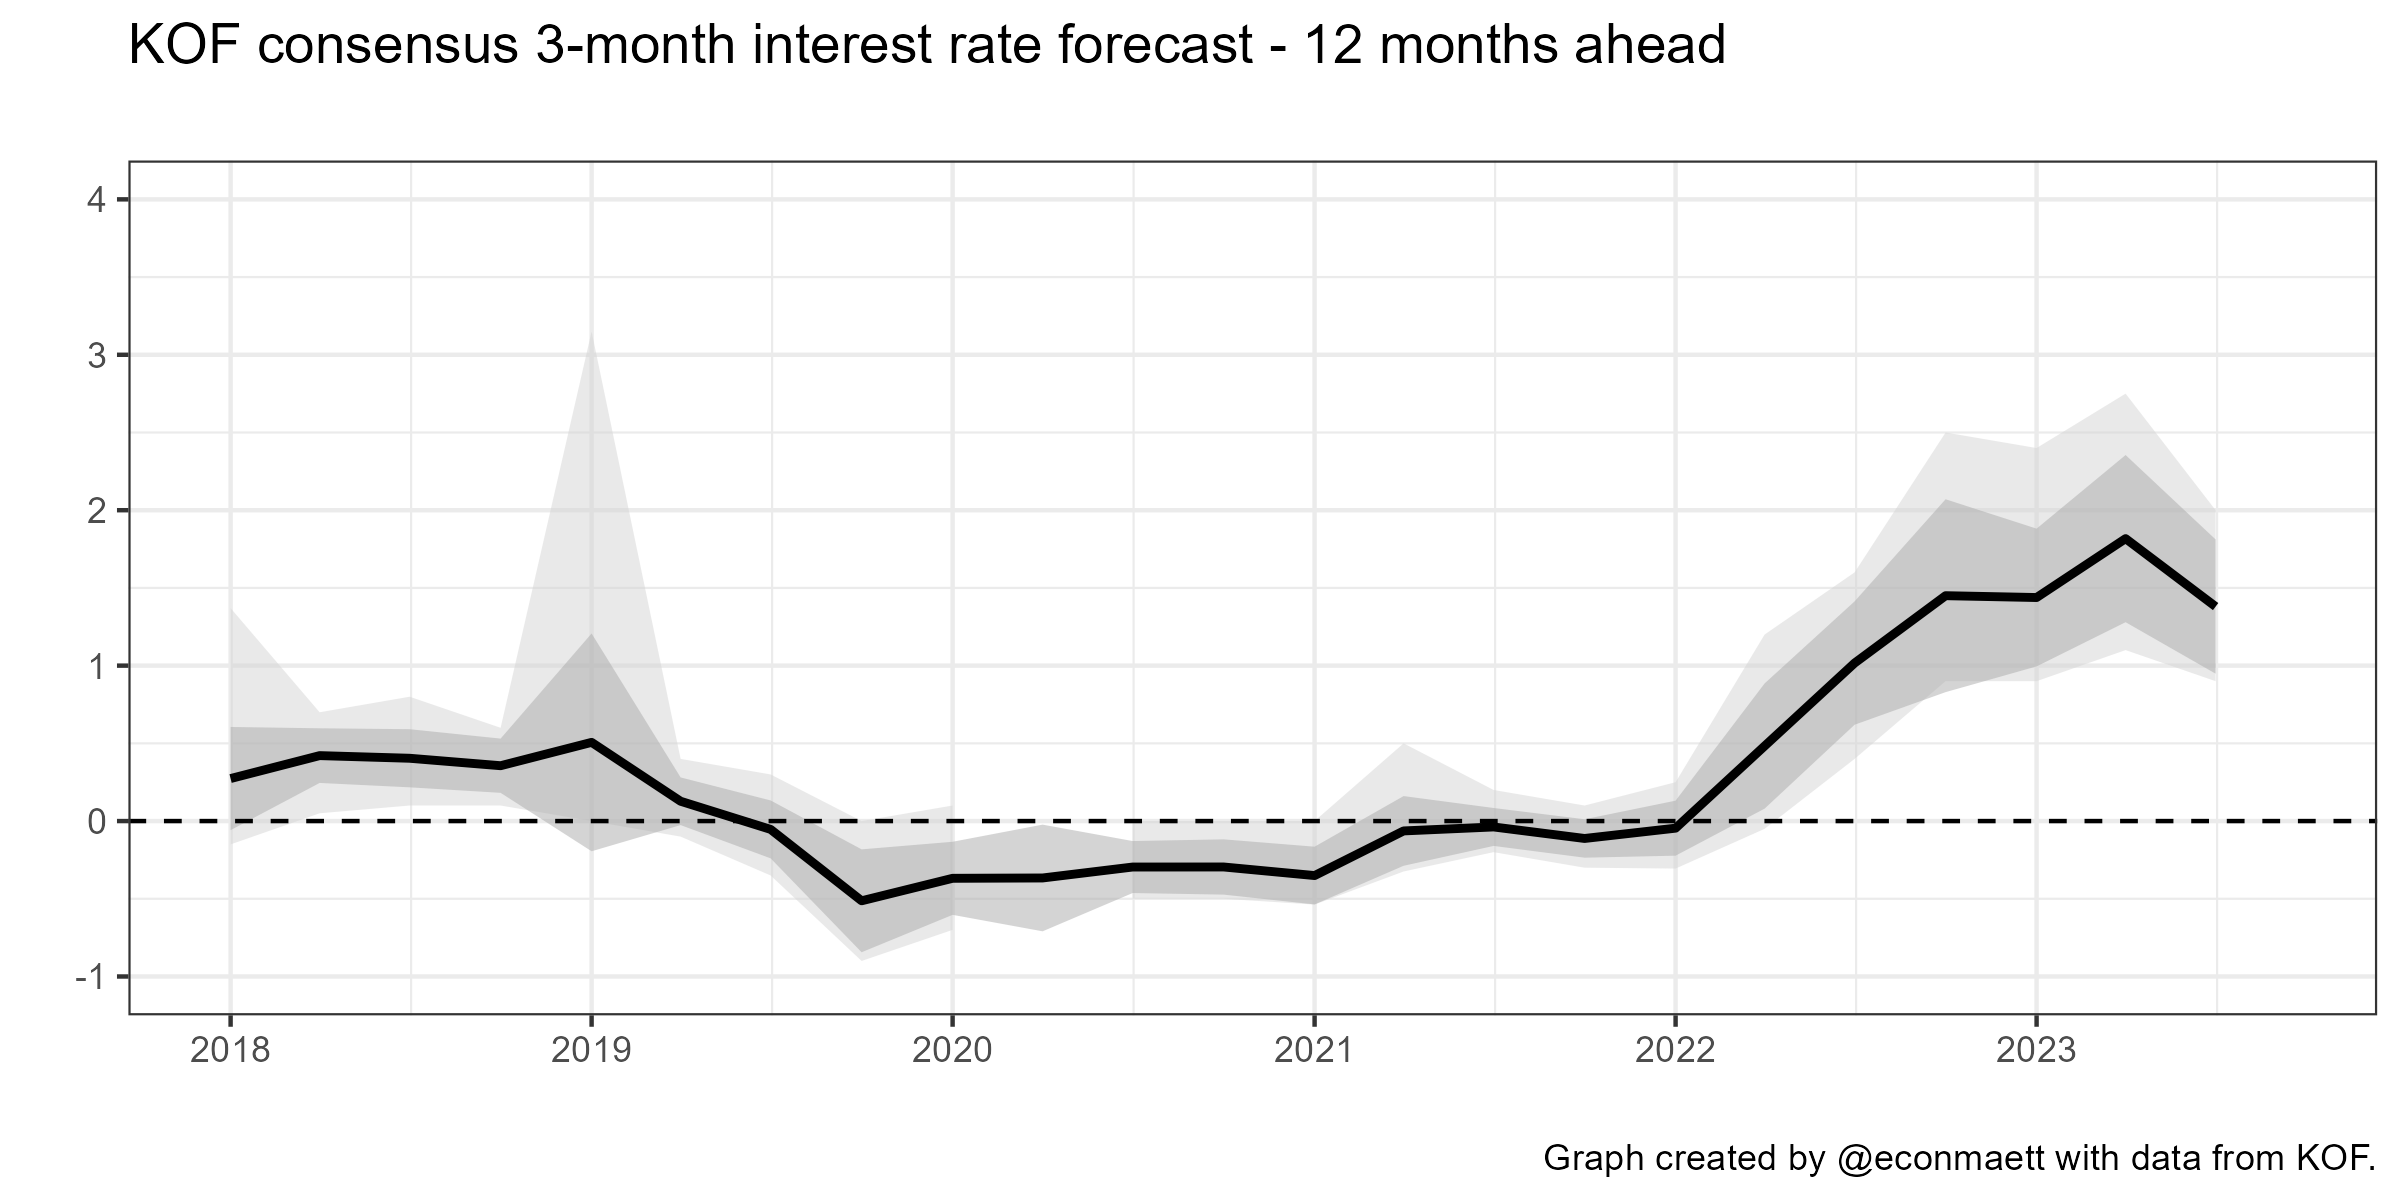 KOF consensus 3-month interest rate forecast - 12 months ahead
4
3
2
1
0
-1
2018 2019 2020 2021 2022 2023
Graph created by @econmaett with data from KOF.